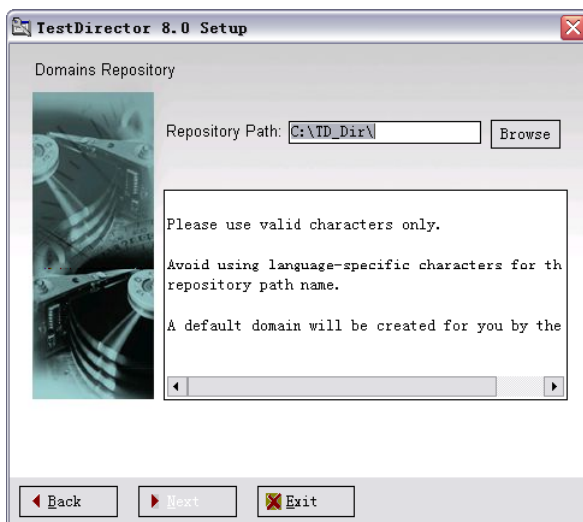 TestDirector 8.0 Setup
Domains Repository
Repository Path: C:\TD_Dir\ Browse
Please use valid characters only.
Avoid using language-specific characters for th
repository path name.
A default domain will be created for you by the
Back Next Exit